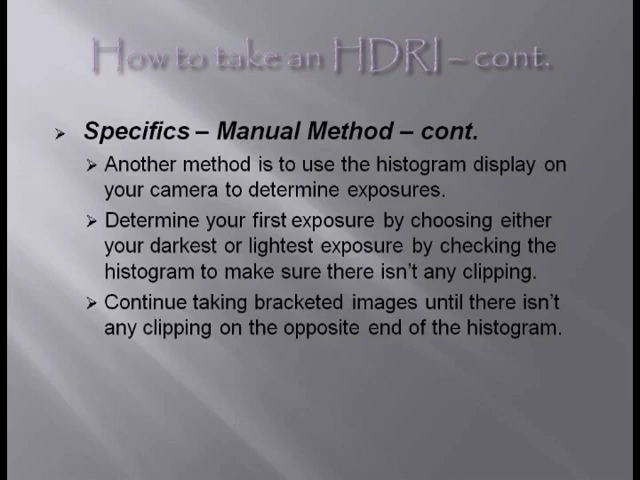 How to take an HDRI – cont.
Specifics – Manual Method – cont.
Another method is to use the histogram display on
your camera to determine exposures.
Determine your first exposure by choosing either
your darkest or lightest exposure by checking the
histogram to make sure there isn't any clipping.
Continue taking bracketed images until there isn't
any clipping on the opposite end of the histogram.